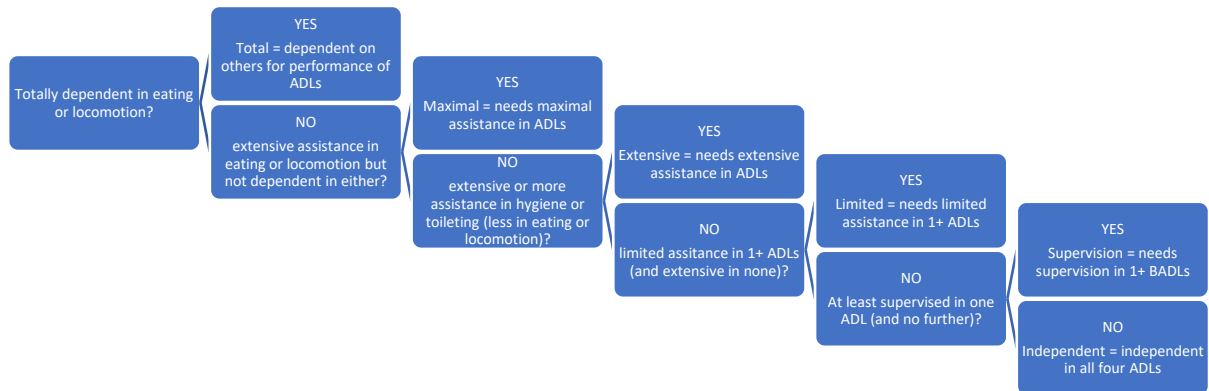 Totally dependent in eating
or locomotion?
YES
Total = dependent on
others for performance of
ADLs
NO
extensive assistance in
eating or locomotion but
not dependent in either?
YES
Maximal = needs maximal
assistance in ADLs
NO
extensive or more
assistance in hygiene or
toileting (less in eating or
locomotion)?
YES
Extensive = needs extensive
assistance in ADLs
NO
limited assitance in 1+ ADLs
(and extensive in none)?
YES
Limited = needs limited
assistance in 1+ ADLs
NO
At least supervised in one
ADL (and no further)?
YES
Supervision = needs
supervision in 1+ BADLs
NO
Independent = independent
in all four ADLs